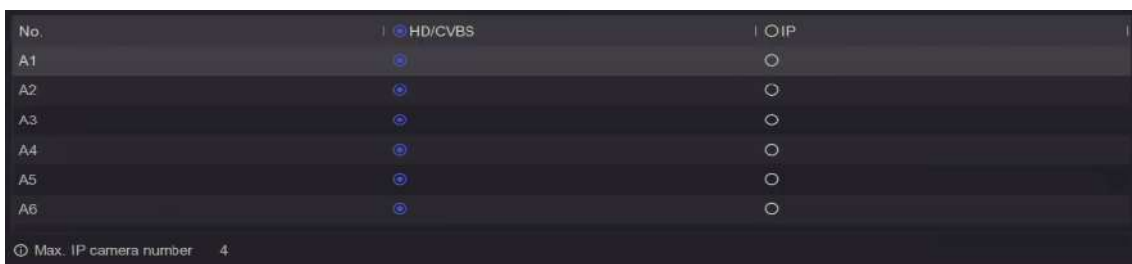 No. HD/CVBS IP
A1
A2
A3
A4
A5
A6
Max. IP camera number 4